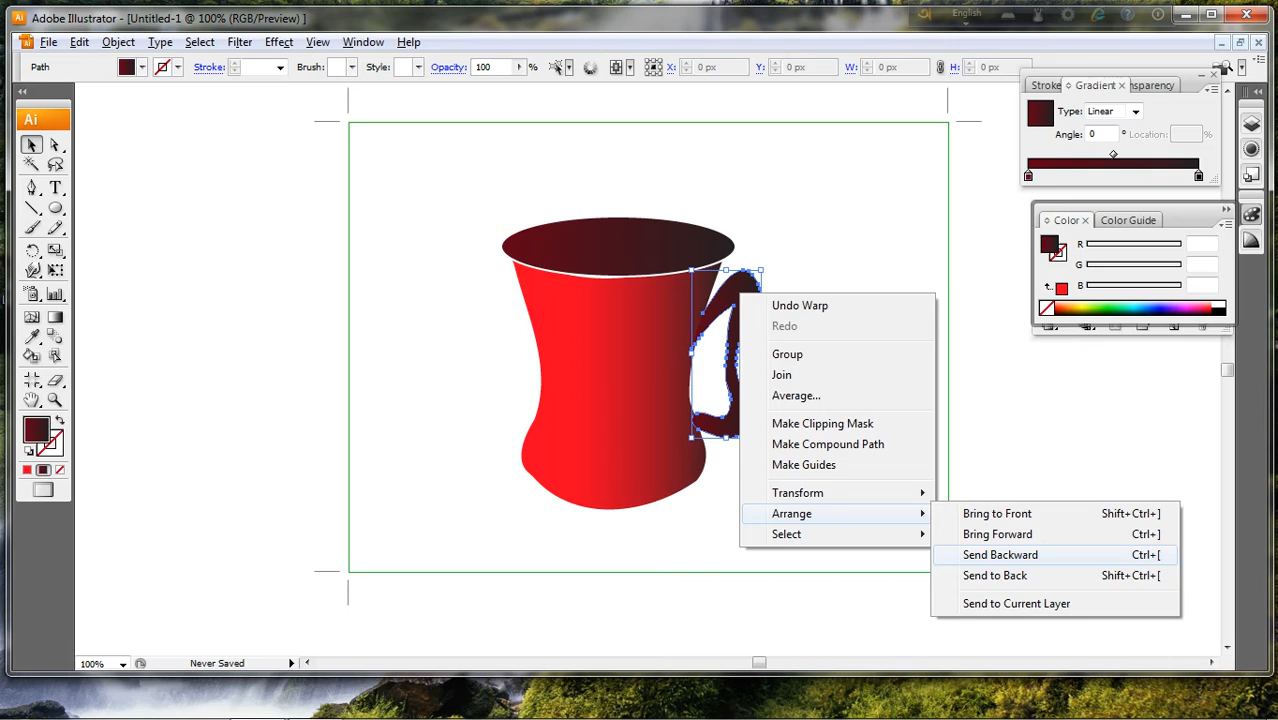 Adobe Illustrator - [Untitled-1 @ 100% (RGB/Preview) ]
English
File Edit Object Type Select Filter Effect View Window Help
Path Stroke: Brush: Style: Opacity: 100 % X: 0 px Y: 0 px W: 0 px H: 0 px
Ai
Stroke Gradient nsparency
Type: Linear
Angle: 0 ° Location: %
Color Color Guide
R
G
B
Undo Warp
Redo
Group
Join
Average...
Make Clipping Mask
Make Compound Path
Make Guides
Transform
Arrange
Select
Bring to Front Shift+Ctrl+]
Bring Forward Ctrl+]
Send Backward Ctrl+[
Send to Back Shift+Ctrl+[
Send to Current Layer
100% Never Saved